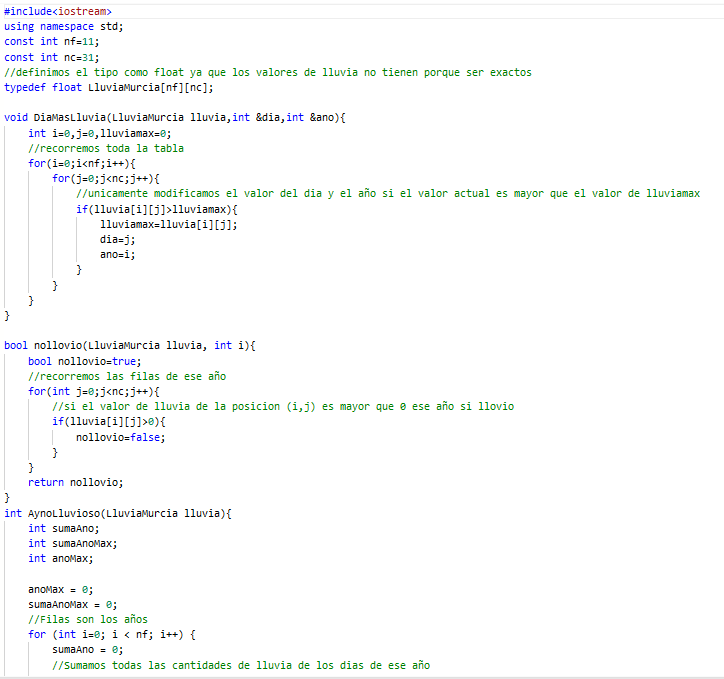 #include<iostream>
using namespace std;
const int nf=11;
const int nc=31;
//definimos el tipo como float ya que los valores de lluvia no tienen porque ser exactos
typedef float LluviaMurcia[nf][nc];
void DiaMasLluvia(LluviaMurcia lluvia,int &dia,int &ano){
int i=0,j=0,lluviamax=0;
//recorremos toda la tabla
for(i=0;i<nf;i++){
for(j=0;j<nc;j++){
//unicamente modificamos el valor del dia y el año si el valor actual es mayor que el valor de lluviamax
if(lluvia[i][j]>lluviamax){
lluviamax=lluvia[i][j];
dia=j;
ano=i;
}
}
}
}
bool nollovio(LluviaMurcia lluvia, int i){
bool nollovio=true;
//recorremos las filas de ese año
for(int j=0;j<nc;j++){
//si el valor de lluvia de la posicion (i,j) es mayor que 0 ese año si llovio
if(lluvia[i][j]>0){
nollovio=false;
}
}
return nollovio;
}
int AynoLluvioso(LluviaMurcia lluvia){
int sumaAno;
int sumaAnoMax;
int anoMax;
anoMax = 0;
sumaAnoMax = 0;
//Filas son los años
for (int i=0; i < nf; i++) {
sumaAno = 0;
//Sumamos todas las cantidades de lluvia de los dias de ese año